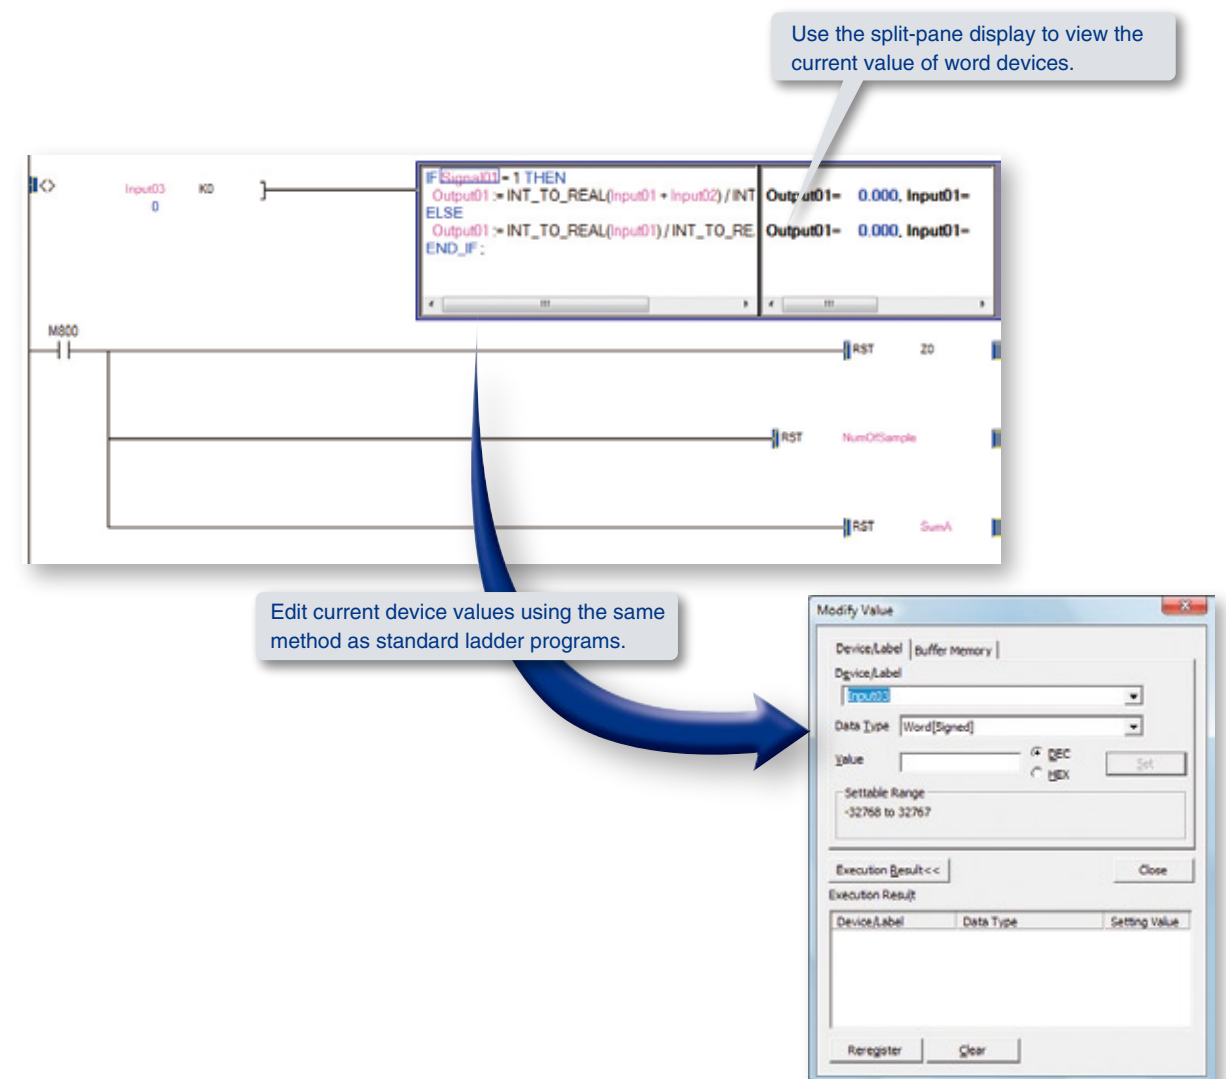 Use the split-pane display to view the
current value of word devices.
<> Input03 K0 ]
0
IF Signal01 = 1 THEN
Output01 := INT_TO_REAL(Input01 + Input02) / INT
ELSE
Output01 := INT_TO_REAL(Input01) / INT_TO_RE
END_IF ;
Output01= 0.000, Input01=
Output01= 0.000, Input01=
M800
RST Z0
RST NumOfSample
RST SumA
Edit current device values using the same
method as standard ladder programs.
Modify Value
Device/Label Buffer Memory
Device/Label
Input03
Data Type Word[Signed]
Value DEC Set
HEX
Settable Range
-32768 to 32767
Execution Result<< Close
Execution Result
Device/Label Data Type Setting Value
Reregister Clear